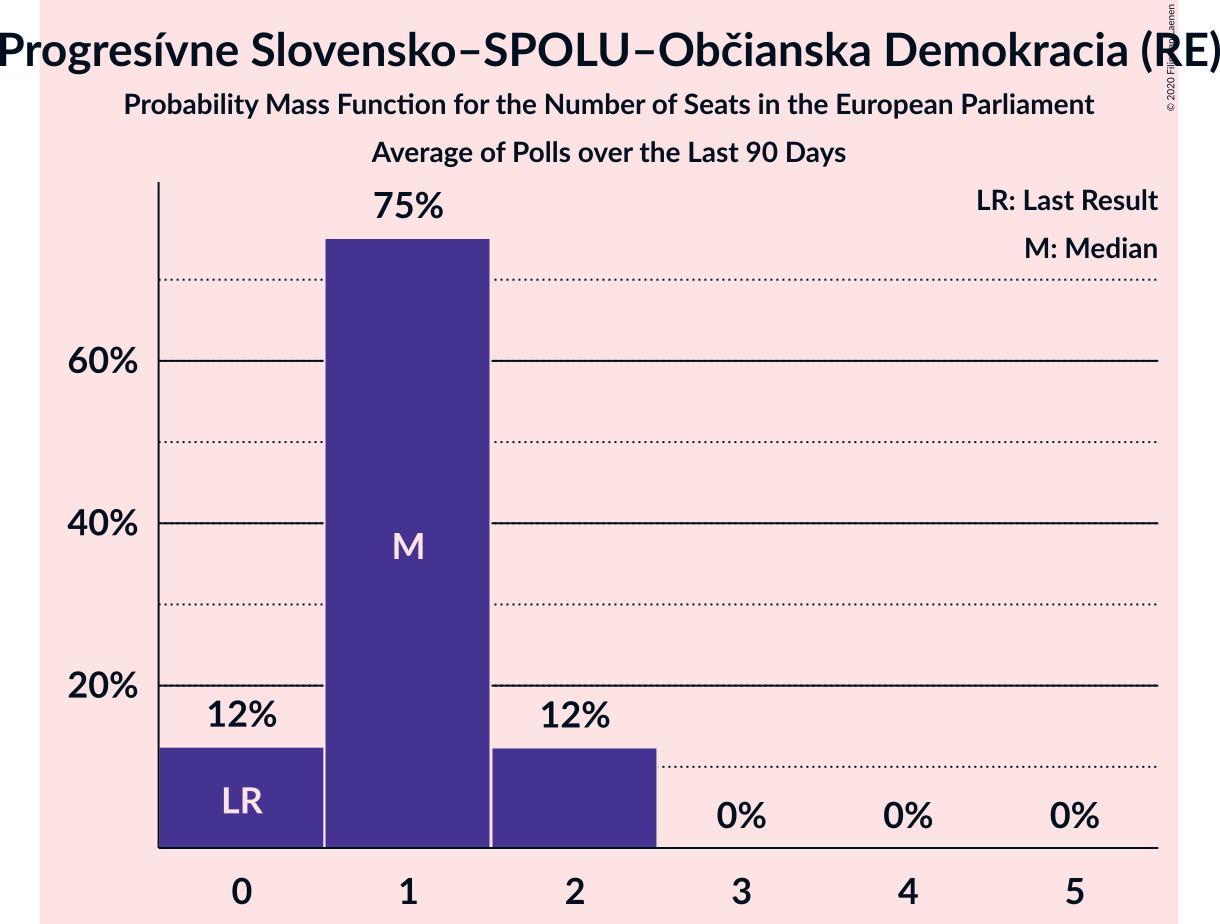 Progresívne Slovensko–SPOLU–Občianska Demokracia (RE)
Probability Mass Function for the Number of Seats in the European Parliament
Average of Polls over the Last 90 Days
LR: Last Result
M: Median
75%
60%
40%
20%
M
12%
12%
LR
0%
0%
0%
0
1
2
3
4
5
© 2020 Filip